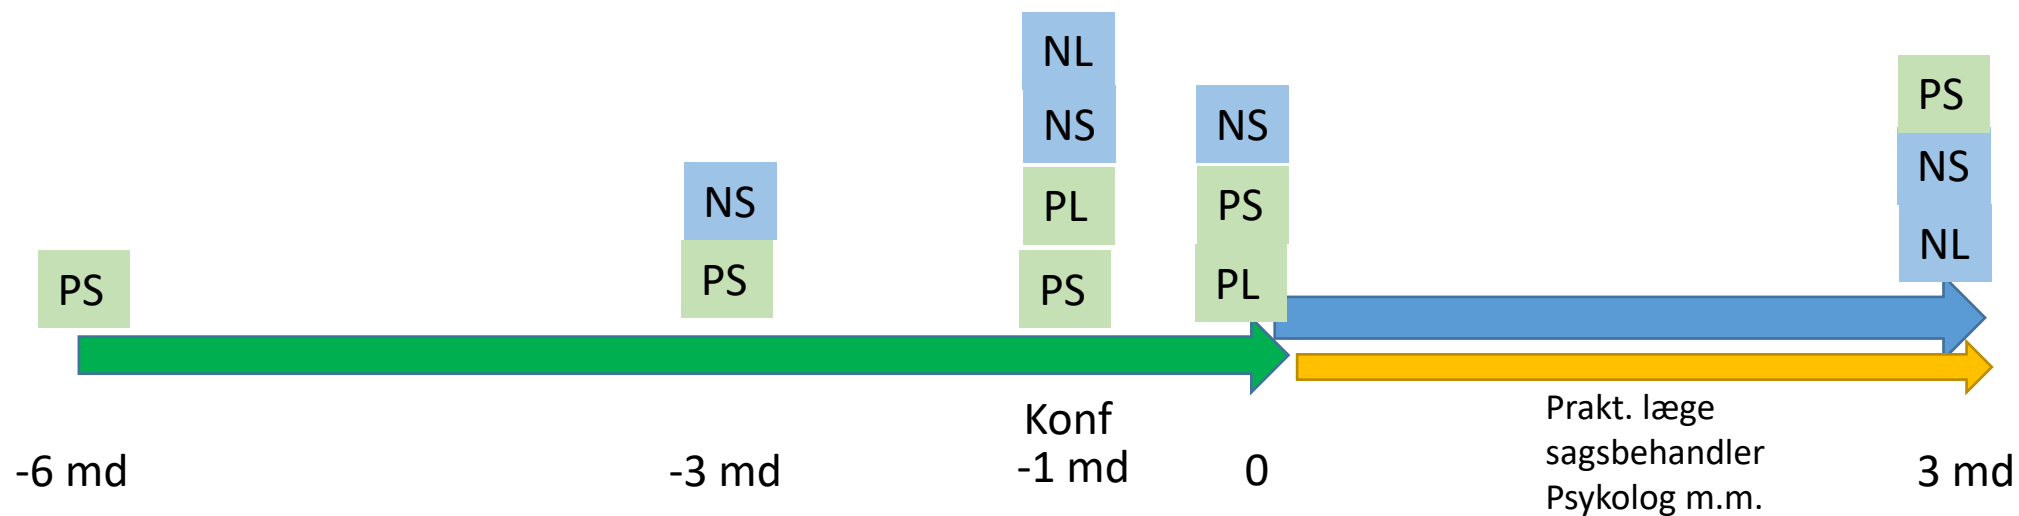 PS
NS
PS
NL
NS
PL
PS
NS
PS
PL
PS
NS
NL
Konf
-6 md
-3 md
-1 md
0
Prakt. læge
sagsbehandler
Psykolog m.m.
3 md